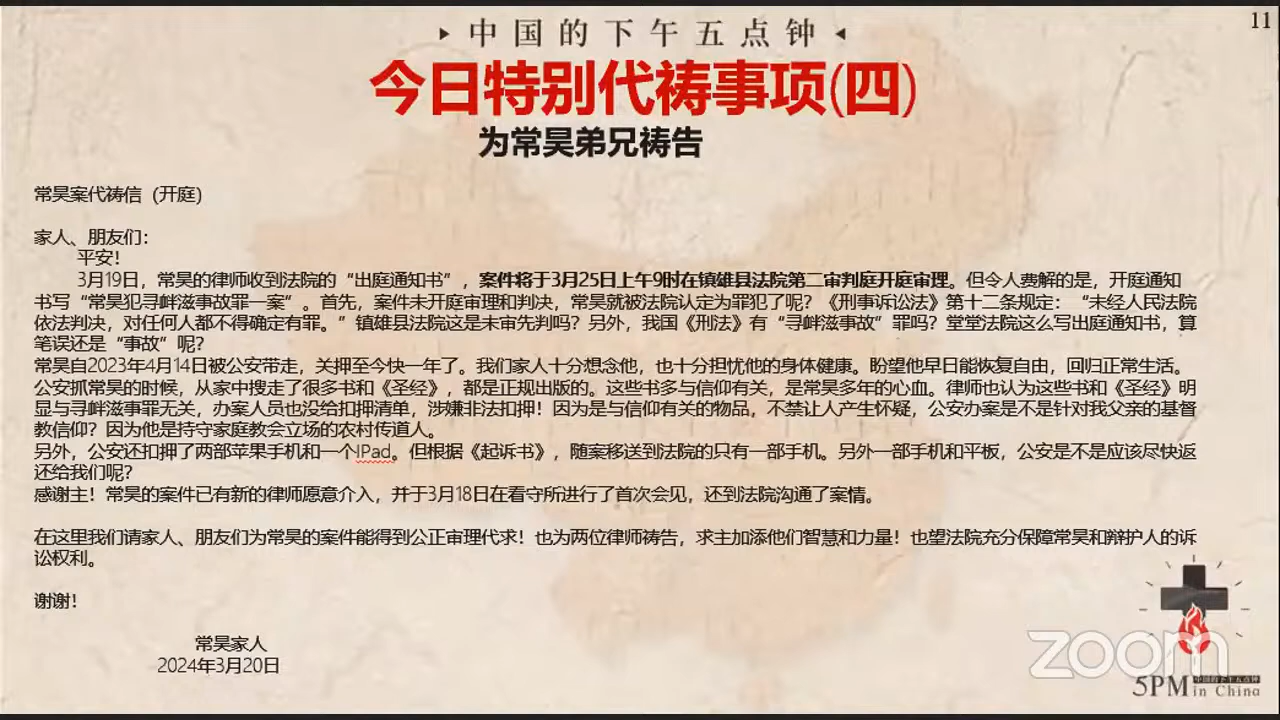 11
中国的下午五点钟
今日特别代祷事项(四)
为常昊弟兄祷告
常昊案代祷信（开庭）
家人、朋友们：
平安！
3月19日，常昊的律师收到法院的“出庭通知书”，案件将于3月25日上午9时在镇雄县法院第二审判庭开庭审理。但令人费解的是，开庭通知
书写“常昊犯寻衅滋事故罪一案”。首先，案件未开庭审理和判决，常昊就被法院认定为罪犯了呢？《刑事诉讼法》第十二条规定：“未经人民法院
依法判决，对任何人都不得确定有罪。”镇雄县法院这是未审先判吗？另外，我国《刑法》有“寻衅滋事故”罪吗？堂堂法院这么写出庭通知书，算
笔误还是“事故”呢？
常昊自2023年4月14日被公安带走，关押至今快一年了。我们家人十分想念他，也十分担忧他的身体健康。盼望他早日能恢复自由，回归正常生活。
公安抓常昊的时候，从家中搜走了很多书和《圣经》，都是正规出版的。这些书多与信仰有关，是常昊多年的心血。律师也认为这些书和《圣经》明
显与寻衅滋事罪无关，办案人员也没给扣押清单，涉嫌非法扣押！因为是与信仰有关的物品，不禁让人产生怀疑，公安办案是不是针对我父亲的基督
教信仰？因为他是持守家庭教会立场的农村传道人。
另外，公安还扣押了两部苹果手机和一个IPad。但根据《起诉书》，随案移送到法院的只有一部手机。另外一部手机和平板，公安是不是应该尽快返
还给我们呢？
感谢主！常昊的案件已有新的律师愿意介入，并于3月18日在看守所进行了首次会见，还到法院沟通了案情。
在这里我们请家人、朋友们为常昊的案件能得到公正审理代求！也为两位律师祷告，求主加添他们智慧和力量！也望法院充分保障常昊和辩护人的诉
讼权利。
谢谢！
常昊家人
2024年3月20日
zoom
5PM 中国的下午五点钟
in China